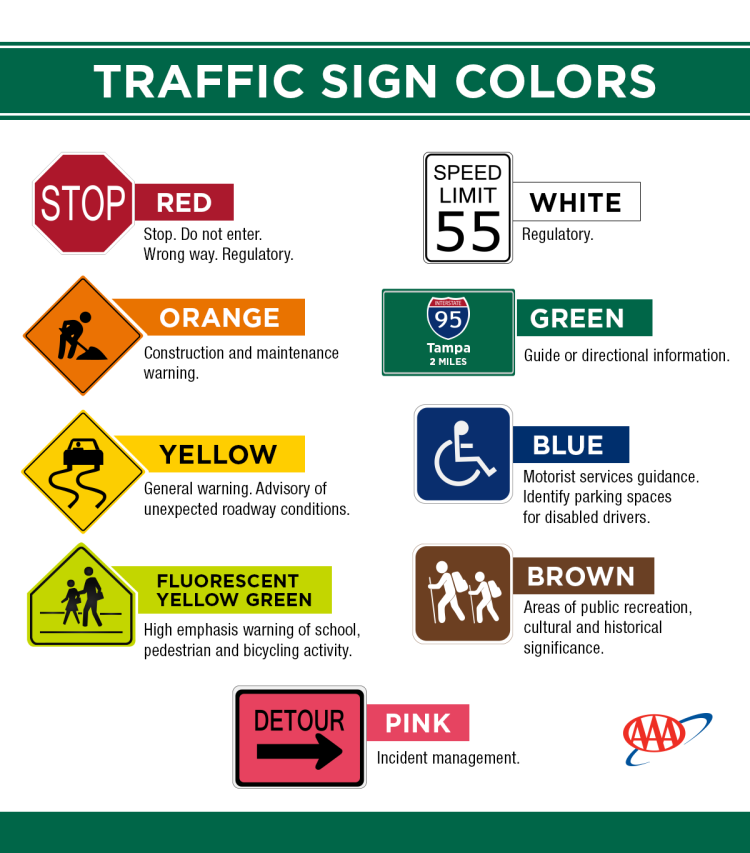 TRAFFIC SIGN COLORS
STOP
RED
Stop. Do not enter.
Wrong way. Regulatory.
SPEED
LIMIT
55
WHITE
Regulatory.
ORANGE
Construction and maintenance
warning.
INTERSTATE
95
Tampa
2 MILES
GREEN
Guide or directional information.
YELLOW
General warning. Advisory of
unexpected roadway conditions.
BLUE
Motorist services guidance.
Identify parking spaces
for disabled drivers.
FLUORESCENT
YELLOW GREEN
High emphasis warning of school,
pedestrian and bicycling activity.
BROWN
Areas of public recreation,
cultural and historical
significance.
DETOUR
PINK
Incident management.
AAA